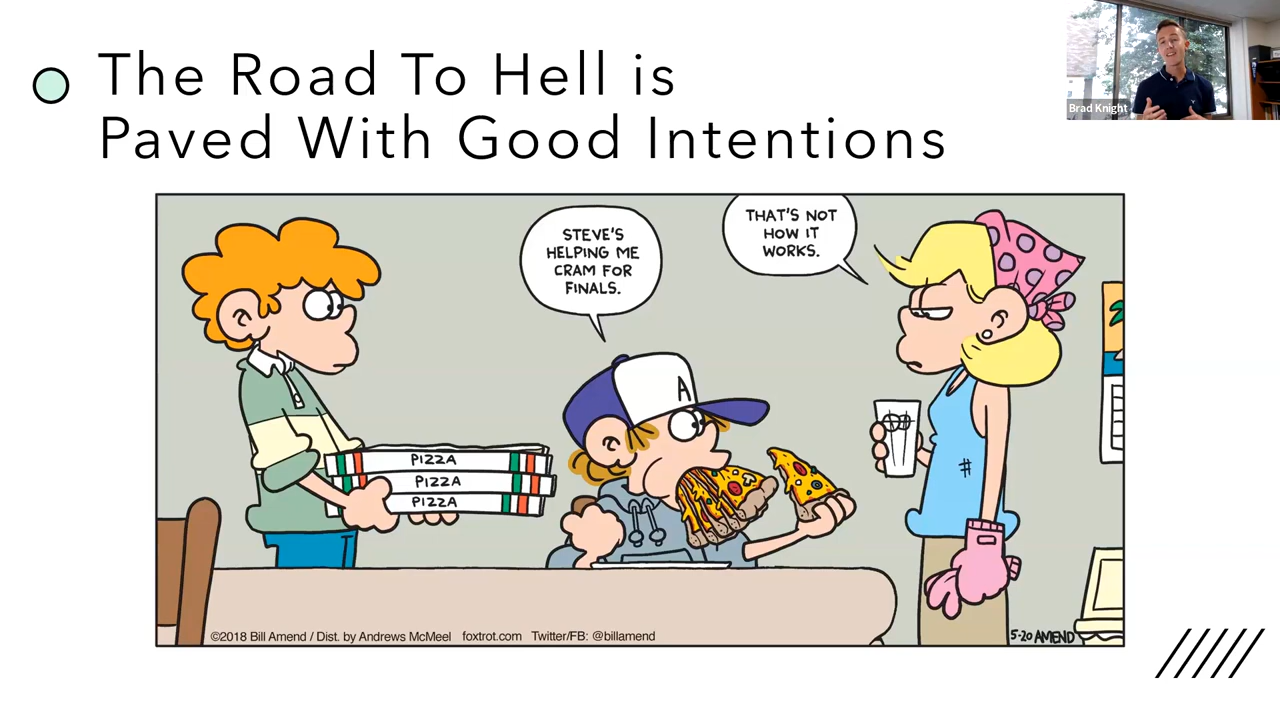 The Road To Hell is
Paved With Good Intentions
Brad Knight
STEVE'S
HELPING ME
CRAM FOR
FINALS.
THAT'S NOT
HOW IT
WORKS.
A
PIZZA
PIZZA
PIZZA
©2018 Bill Amend / Dist. by Andrews McMeel foxtrot.com Twitter/FB: @billamend
5-20 AMEND